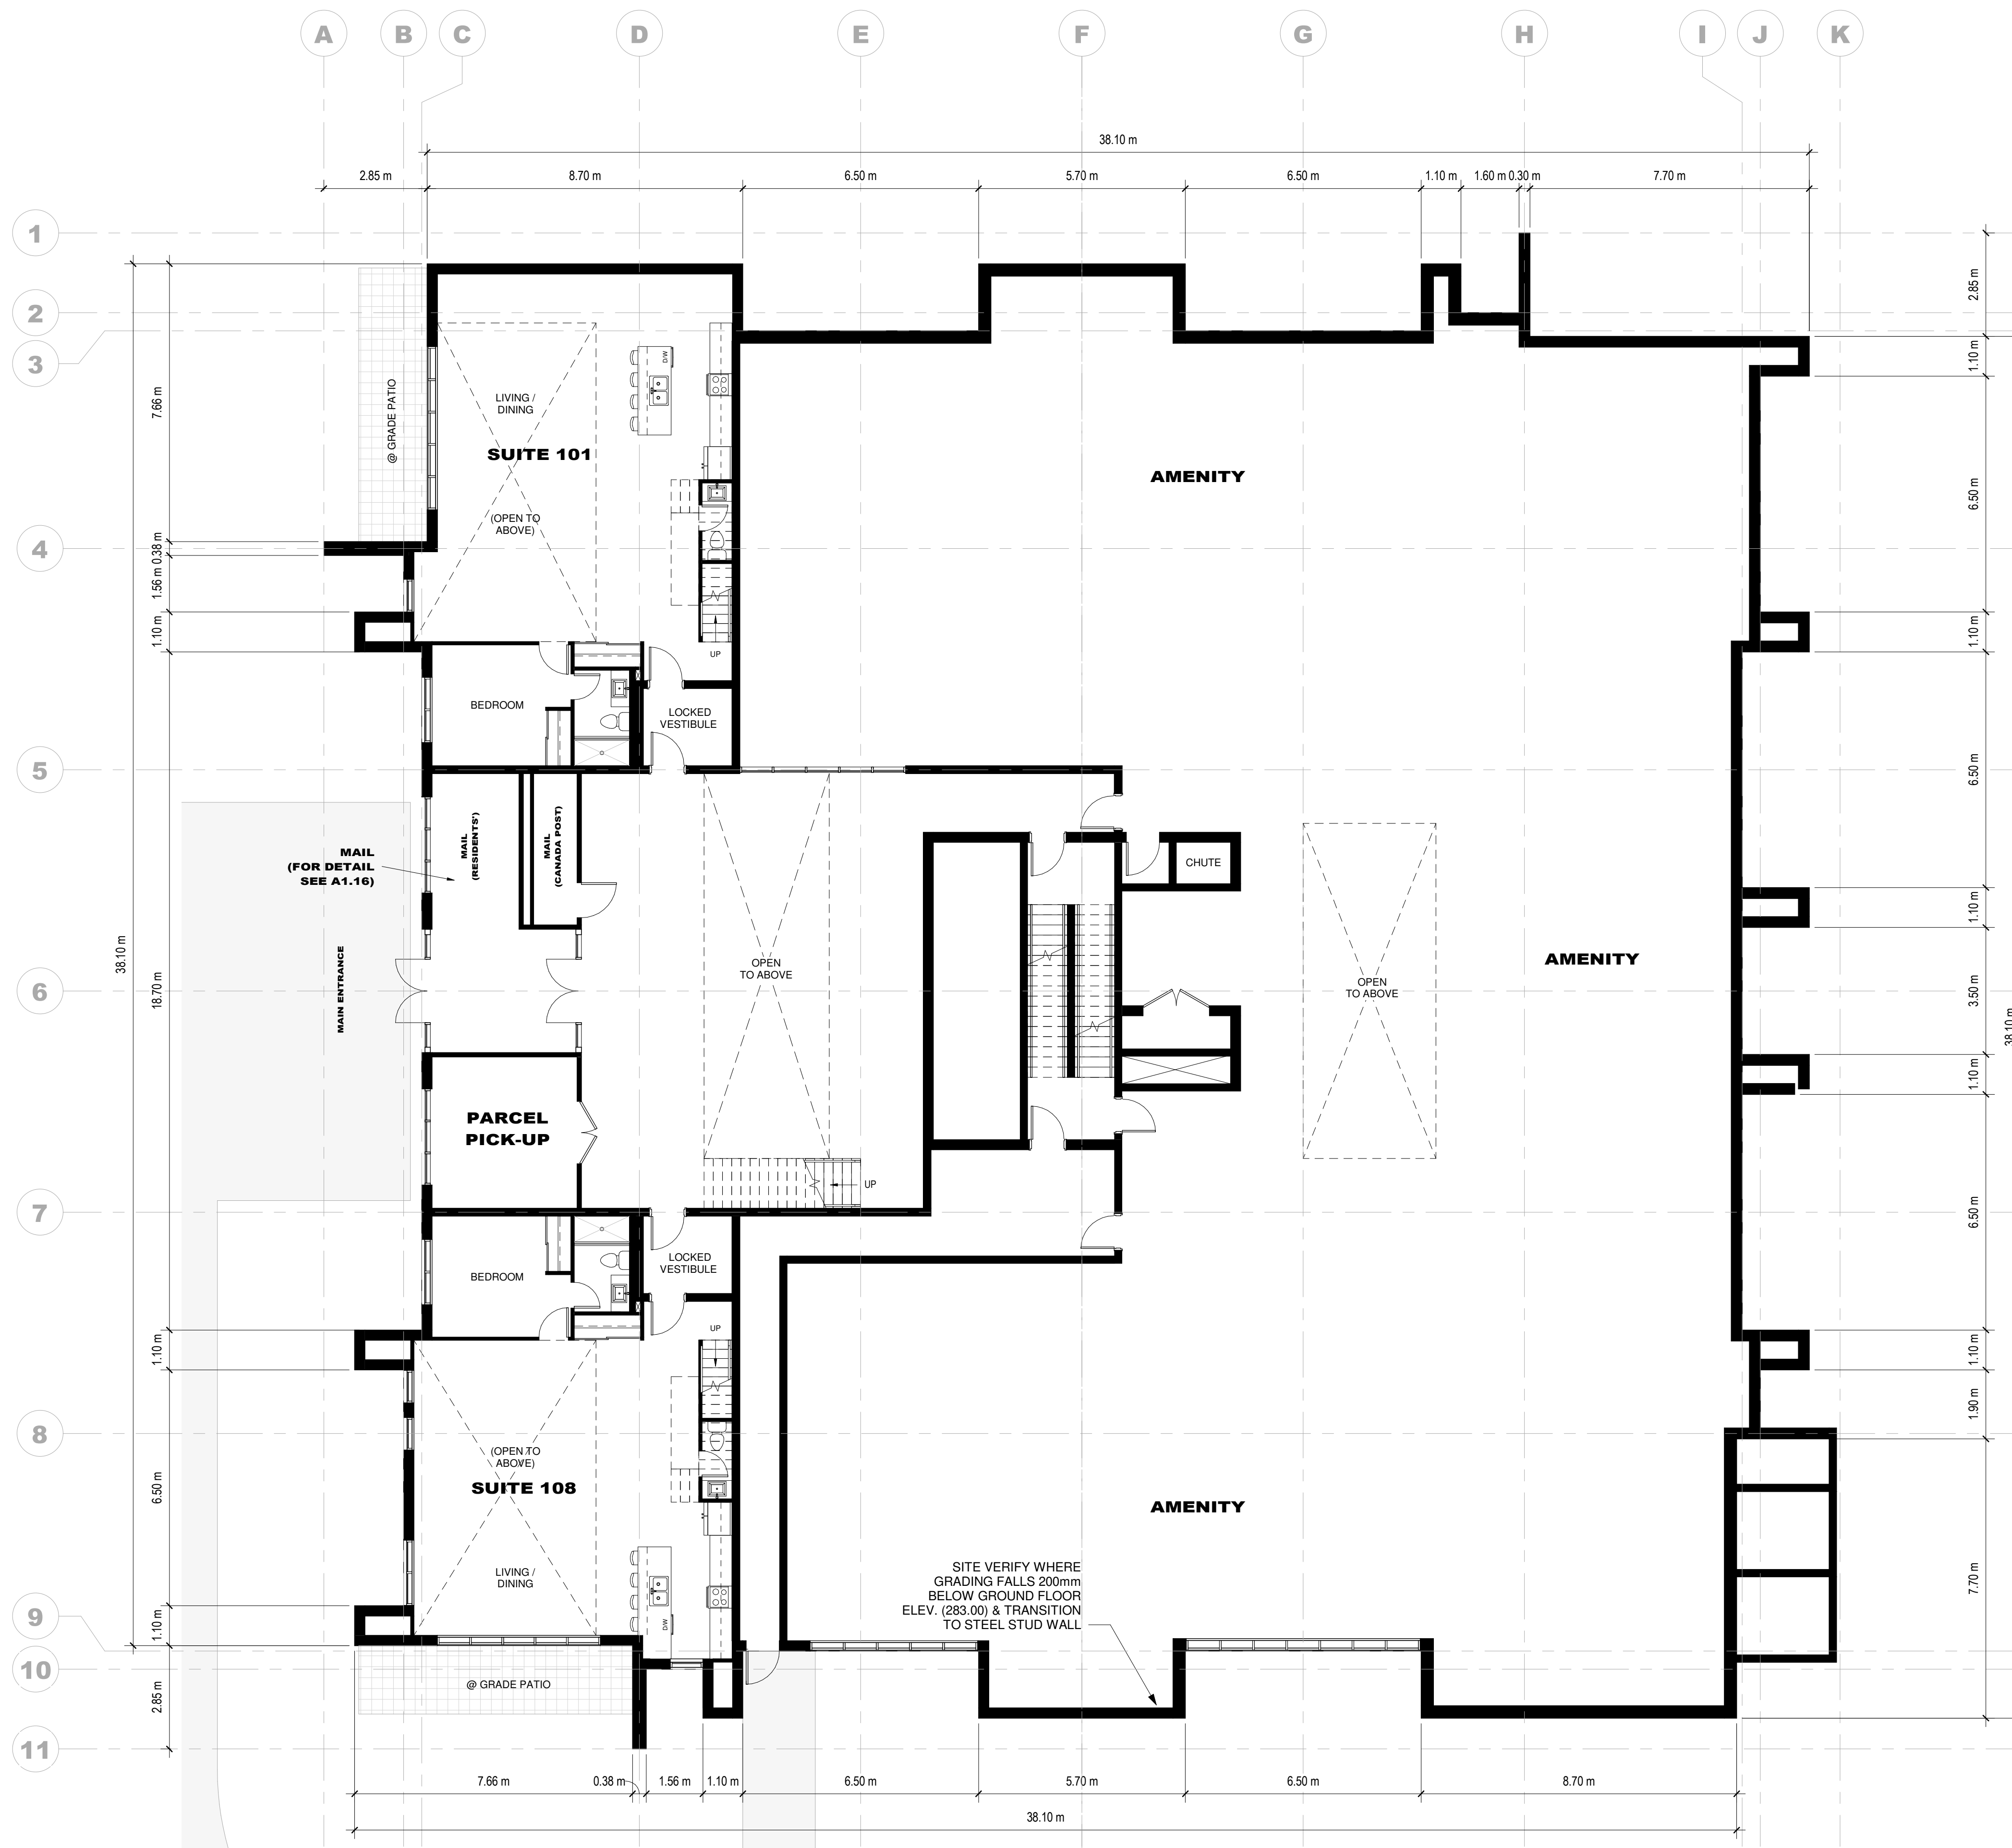 A B C D E F G H I J K
38.10 m
2.85 m 8.70 m 6.50 m 5.70 m 6.50 m 1.10 m 1.60 m 0.30 m 7.70 m
1
2
3
4
5
6
7
8
9
10
11
38.10 m
7.66 m
0.38 m
1.56 m
1.10 m
18.70 m
1.10 m
6.50 m
1.10 m
2.85 m
@ GRADE PATIO
LIVING /
DINING
SUITE 101
(OPEN TO
ABOVE)
D/W
UP
BEDROOM
LOCKED
VESTIBULE
AMENITY
MAIL
(FOR DETAIL
SEE A1.16)
MAIL
(RESIDENTS')
MAIL
(CANADA POST)
MAIN ENTRANCE
OPEN
TO ABOVE
CHUTE
OPEN
TO ABOVE
AMENITY
PARCEL
PICK-UP
UP
BEDROOM
LOCKED
VESTIBULE
UP
(OPEN TO
ABOVE)
SUITE 108
LIVING /
DINING
D/W
@ GRADE PATIO
AMENITY
SITE VERIFY WHERE
GRADING FALLS 200mm
BELOW GROUND FLOOR
ELEV. (283.00) & TRANSITION
TO STEEL STUD WALL
2.85 m
1.10 m
6.50 m
1.10 m
6.50 m
1.10 m
3.50 m
1.10 m
6.50 m
1.10 m
1.90 m
7.70 m
38.10 m
7.66 m 0.38 m 1.56 m 1.10 m 6.50 m 5.70 m 6.50 m 8.70 m
38.10 m